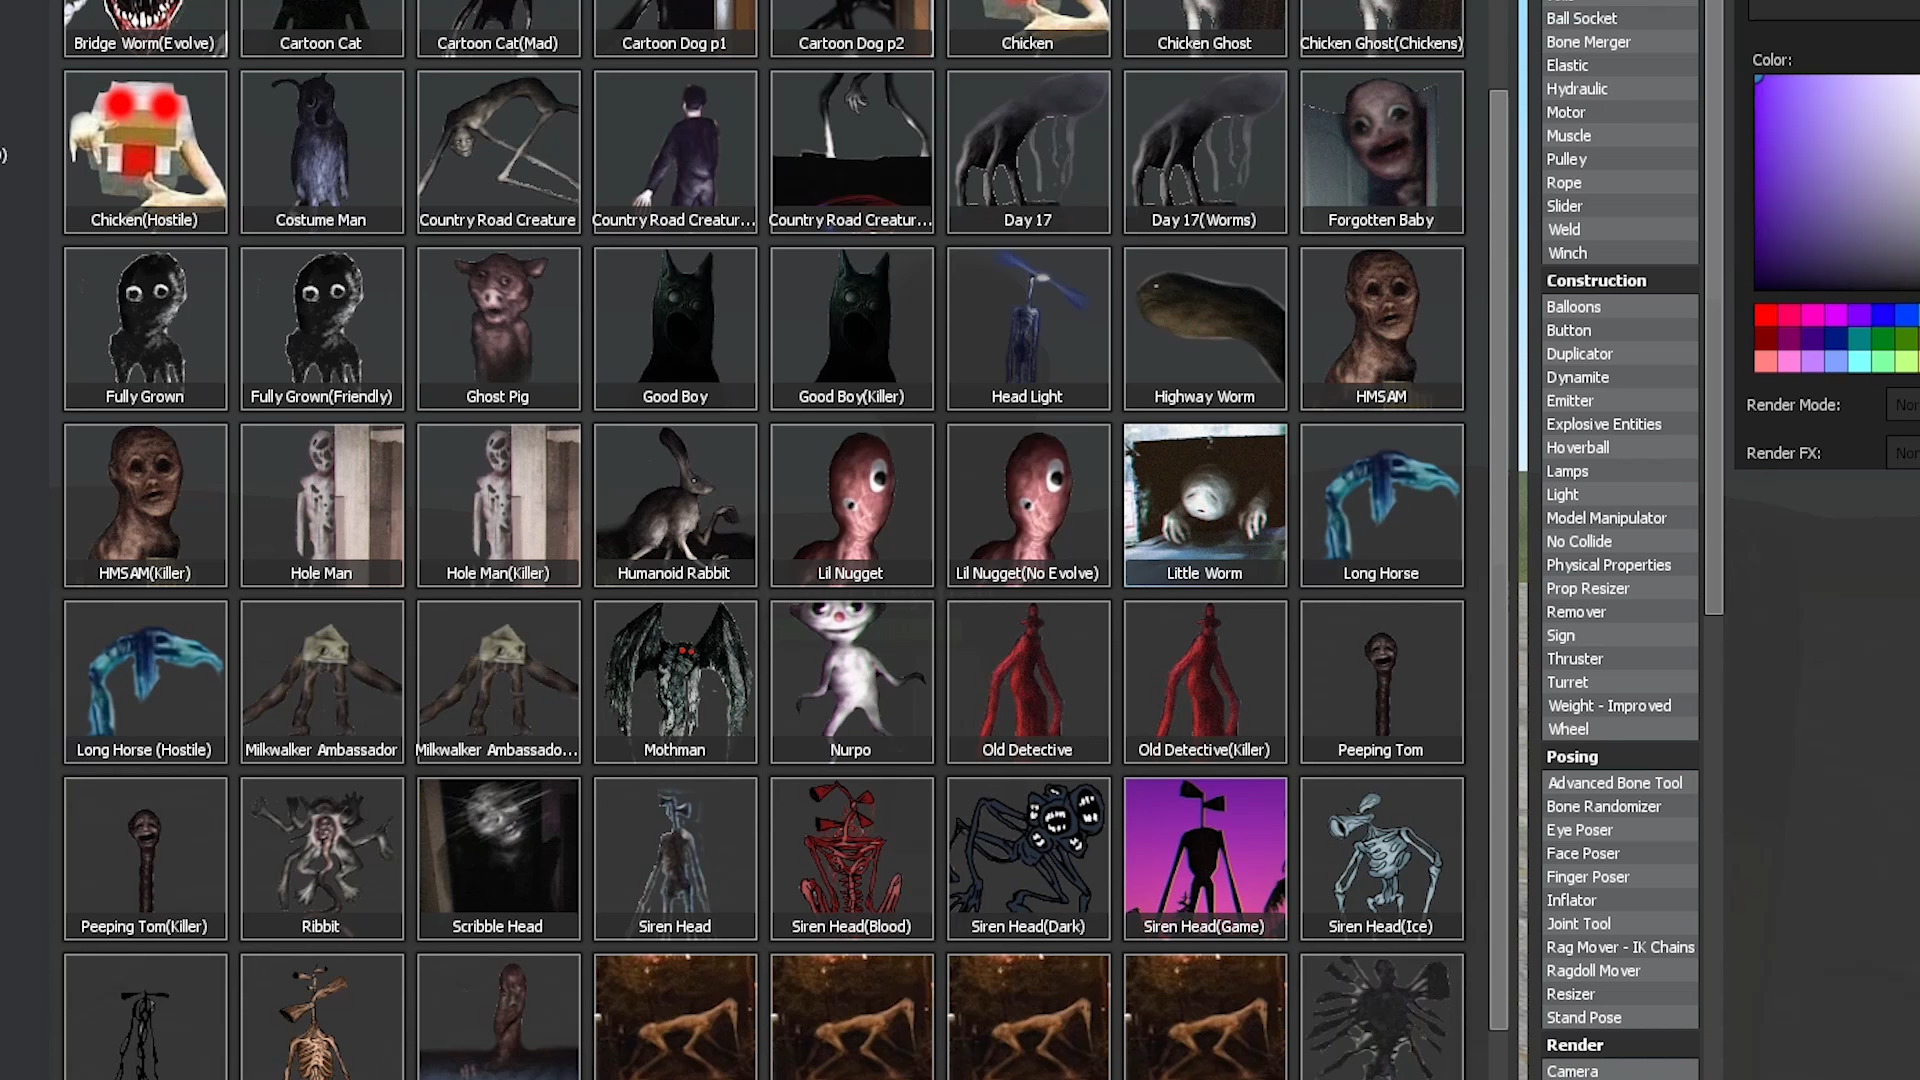 Bridge Worm(Evolve)
Cartoon Cat
Cartoon Cat(Mad)
Cartoon Dog p1
Cartoon Dog p2
Chicken
Chicken Ghost
Chicken Ghost(Chickens)
Chicken(Hostile)
Costume Man
Country Road Creature
Country Road Creatur...
Country Road Creatur...
Day 17
Day 17(Worms)
Forgotten Baby
Fully Grown
Fully Grown(Friendly)
Ghost Pig
Good Boy
Good Boy(Killer)
Head Light
Highway Worm
HMSAM
HMSAM(Killer)
Hole Man
Hole Man(Killer)
Humanoid Rabbit
Lil Nugget
Lil Nugget(No Evolve)
Little Worm
Long Horse
Long Horse (Hostile)
Milkwalker Ambassador
Milkwalker Ambassado...
Mothman
Nurpo
Old Detective
Old Detective(Killer)
Peeping Tom
Peeping Tom(Killer)
Ribbit
Scribble Head
Siren Head
Siren Head(Blood)
Siren Head(Dark)
Siren Head(Game)
Siren Head(Ice)
Ball Socket
Bone Merger
Elastic
Hydraulic
Motor
Muscle
Pulley
Rope
Slider
Weld
Winch
Construction
Balloons
Button
Duplicator
Dynamite
Emitter
Explosive Entities
Hoverball
Lamps
Light
Model Manipulator
No Collide
Physical Properties
Prop Resizer
Remover
Sign
Thruster
Turret
Weight - Improved
Wheel
Posing
Advanced Bone Tool
Bone Randomizer
Eye Poser
Face Poser
Finger Poser
Inflator
Joint Tool
Rag Mover - IK Chains
Ragdoll Mover
Resizer
Stand Pose
Render
Camera
Color:
Render Mode:
Nor
Render FX:
Nor